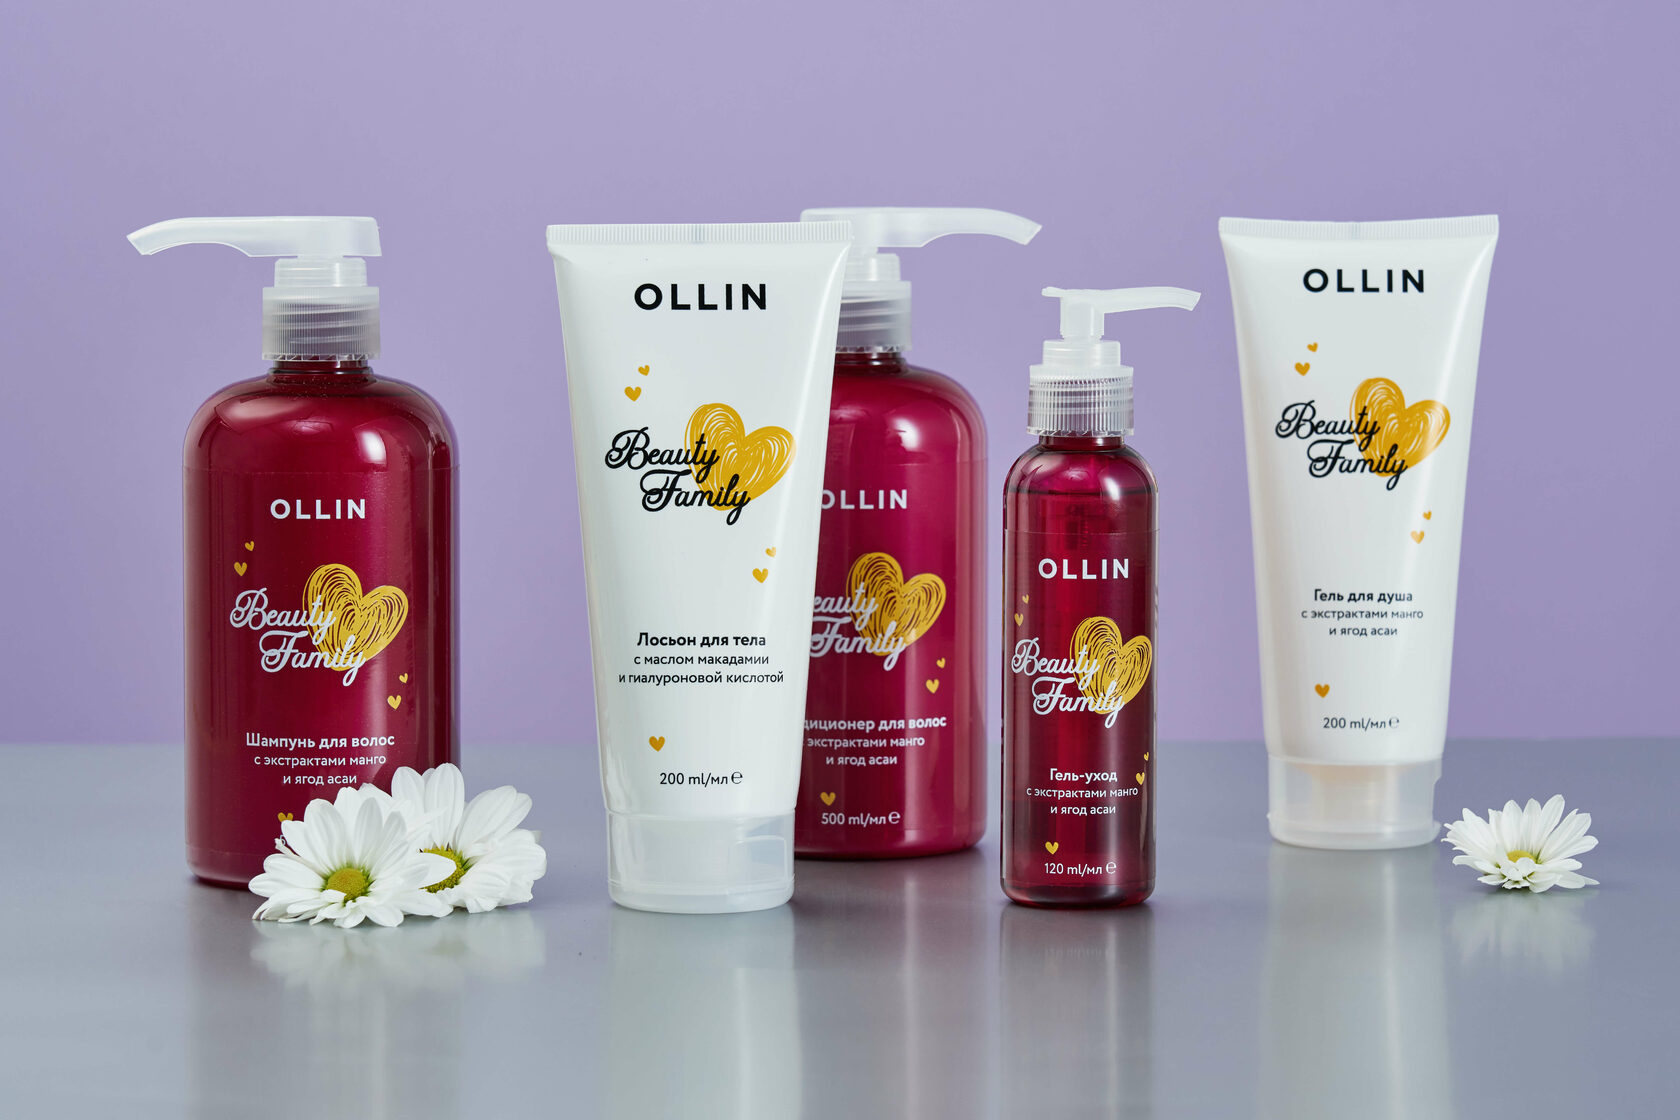 OLLIN
Beauty
Family
Шампунь для волос
с экстрактами манго
и ягод асаи
OLLIN
Beauty
Family
Лосьон для тела
с маслом макадамии
и гиалуроновой кислотой
200 ml/мл ℮
OLLIN
Family
для волос
экстрактами манго
и ягод асаи
500 ml/мл ℮
OLLIN
Beauty
Family
Гель-уход
с экстрактами манго
и ягод асаи
120 ml/мл ℮
OLLIN
Beauty
Family
Гель для душа
с экстрактами манго
и ягод асаи
200 ml/мл ℮